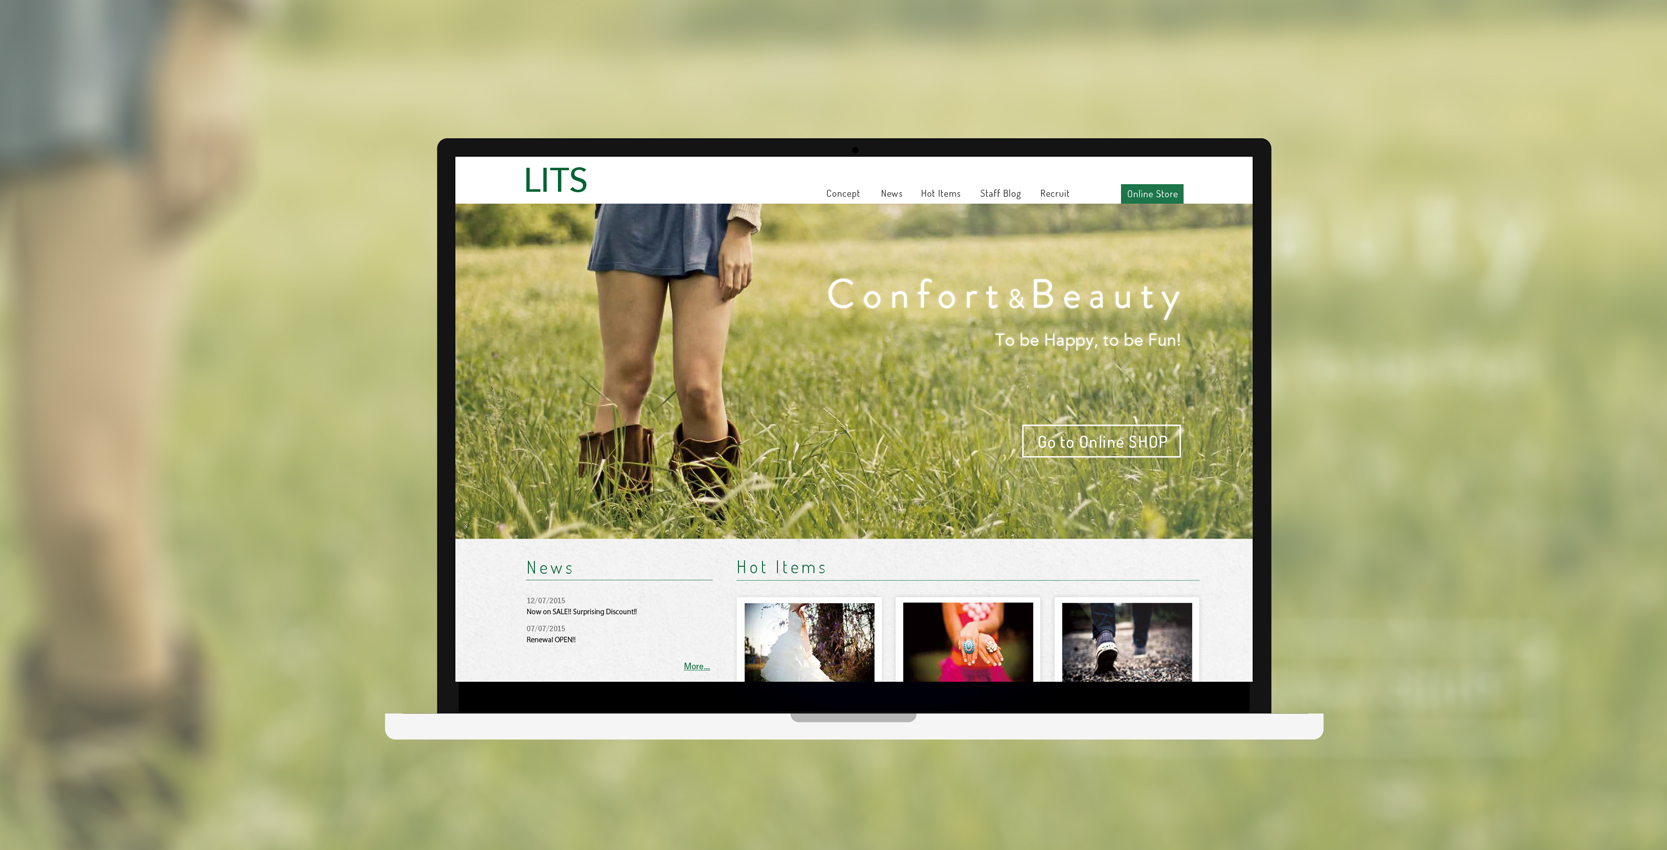 LITS
Concept News Hot Items Staff Blog Recruit Online Store
Confort & Beauty
To be Happy, to be Fun!
Go to Online SHOP
News
12/07/2015
Now on SALE!! Surprising Discount!!
07/07/2015
Renewal OPEN!!
More...
Hot Items